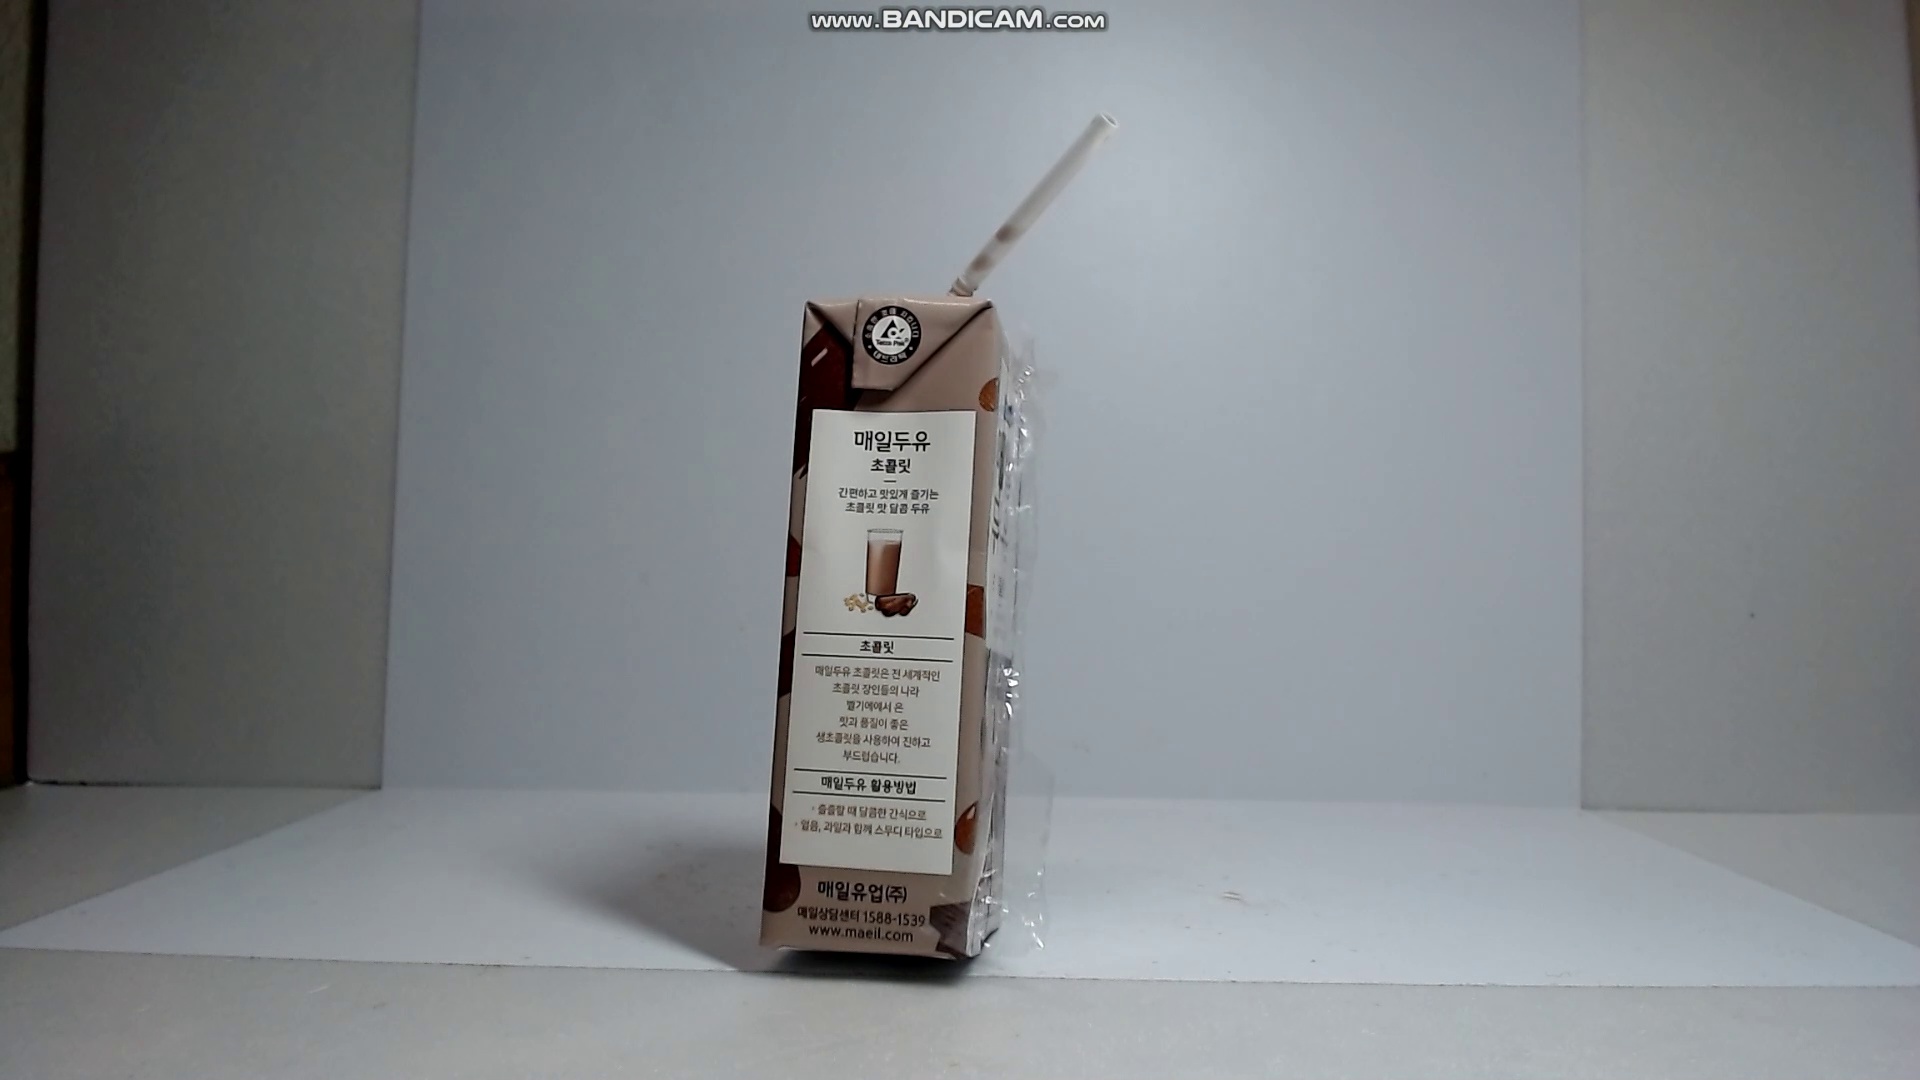 www.BANDICAM.com
Tetra Pak
테트라팩
매일두유
초콜릿
간편하고 맛있게 즐기는
초콜릿 맛 달콤 두유
초콜릿
매일두유 초콜릿은 전 세계적인
초콜릿 장인들의 나라
벨기에에서 온
맛과 품질이 좋은
생초콜릿을 사용하여 진하고
부드럽습니다.
매일두유 활용방법
· 출출할 때 달콤한 간식으로
· 얼음, 과일과 함께 스무디 타입으로
매일유업(주)
매일상담센터 1588-1539
www.maeil.com